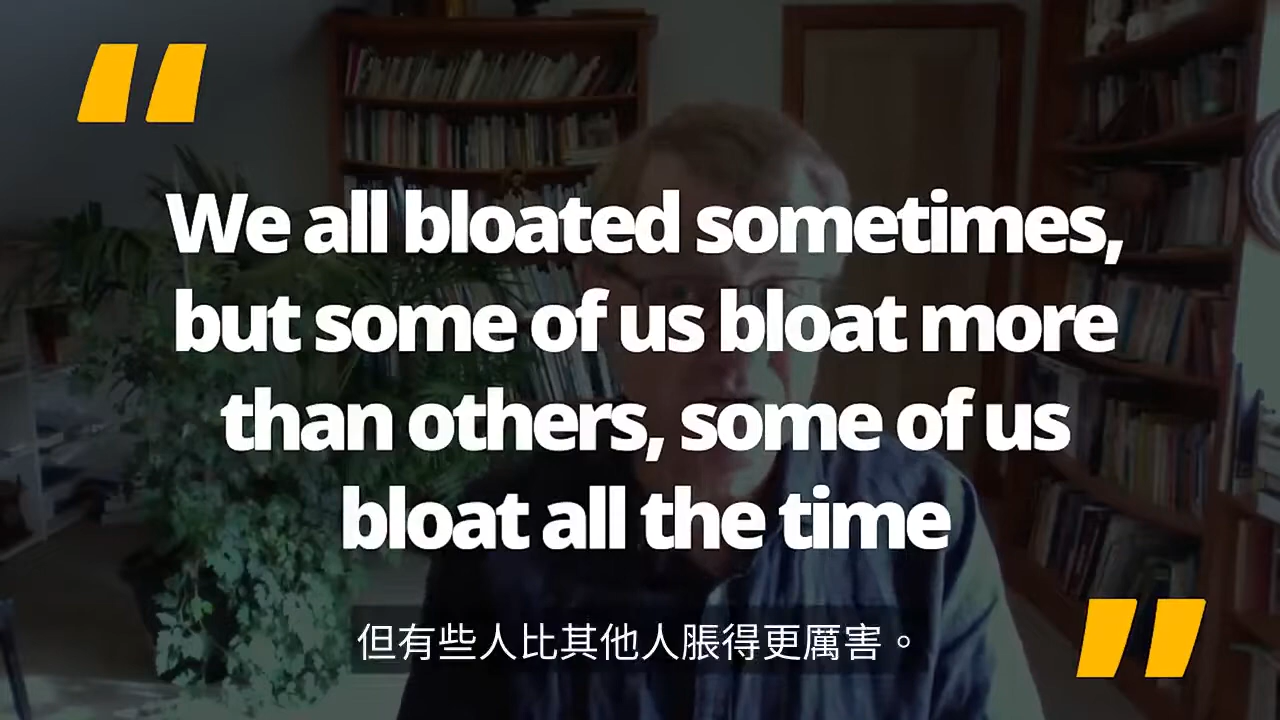 We all bloated sometimes,
but some of us bloat more
than others, some of us
bloat all the time
但有些人比其他人脹得更厲害。